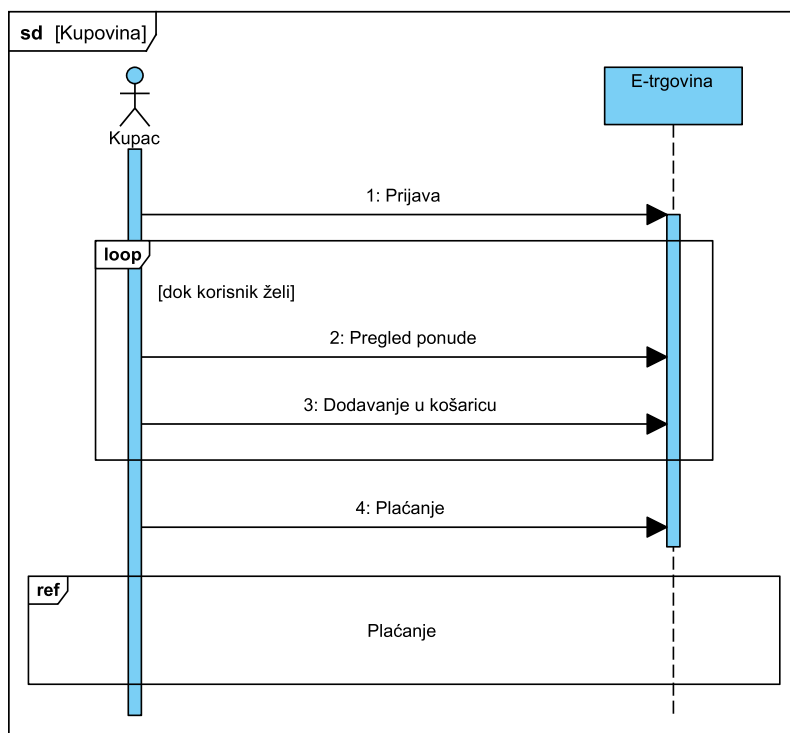 sd [Kupovina]
E-trgovina
Kupac
1: Prijava
loop
[dok korisnik želi]
2: Pregled ponude
3: Dodavanje u košaricu
4: Plaćanje
ref
Plaćanje